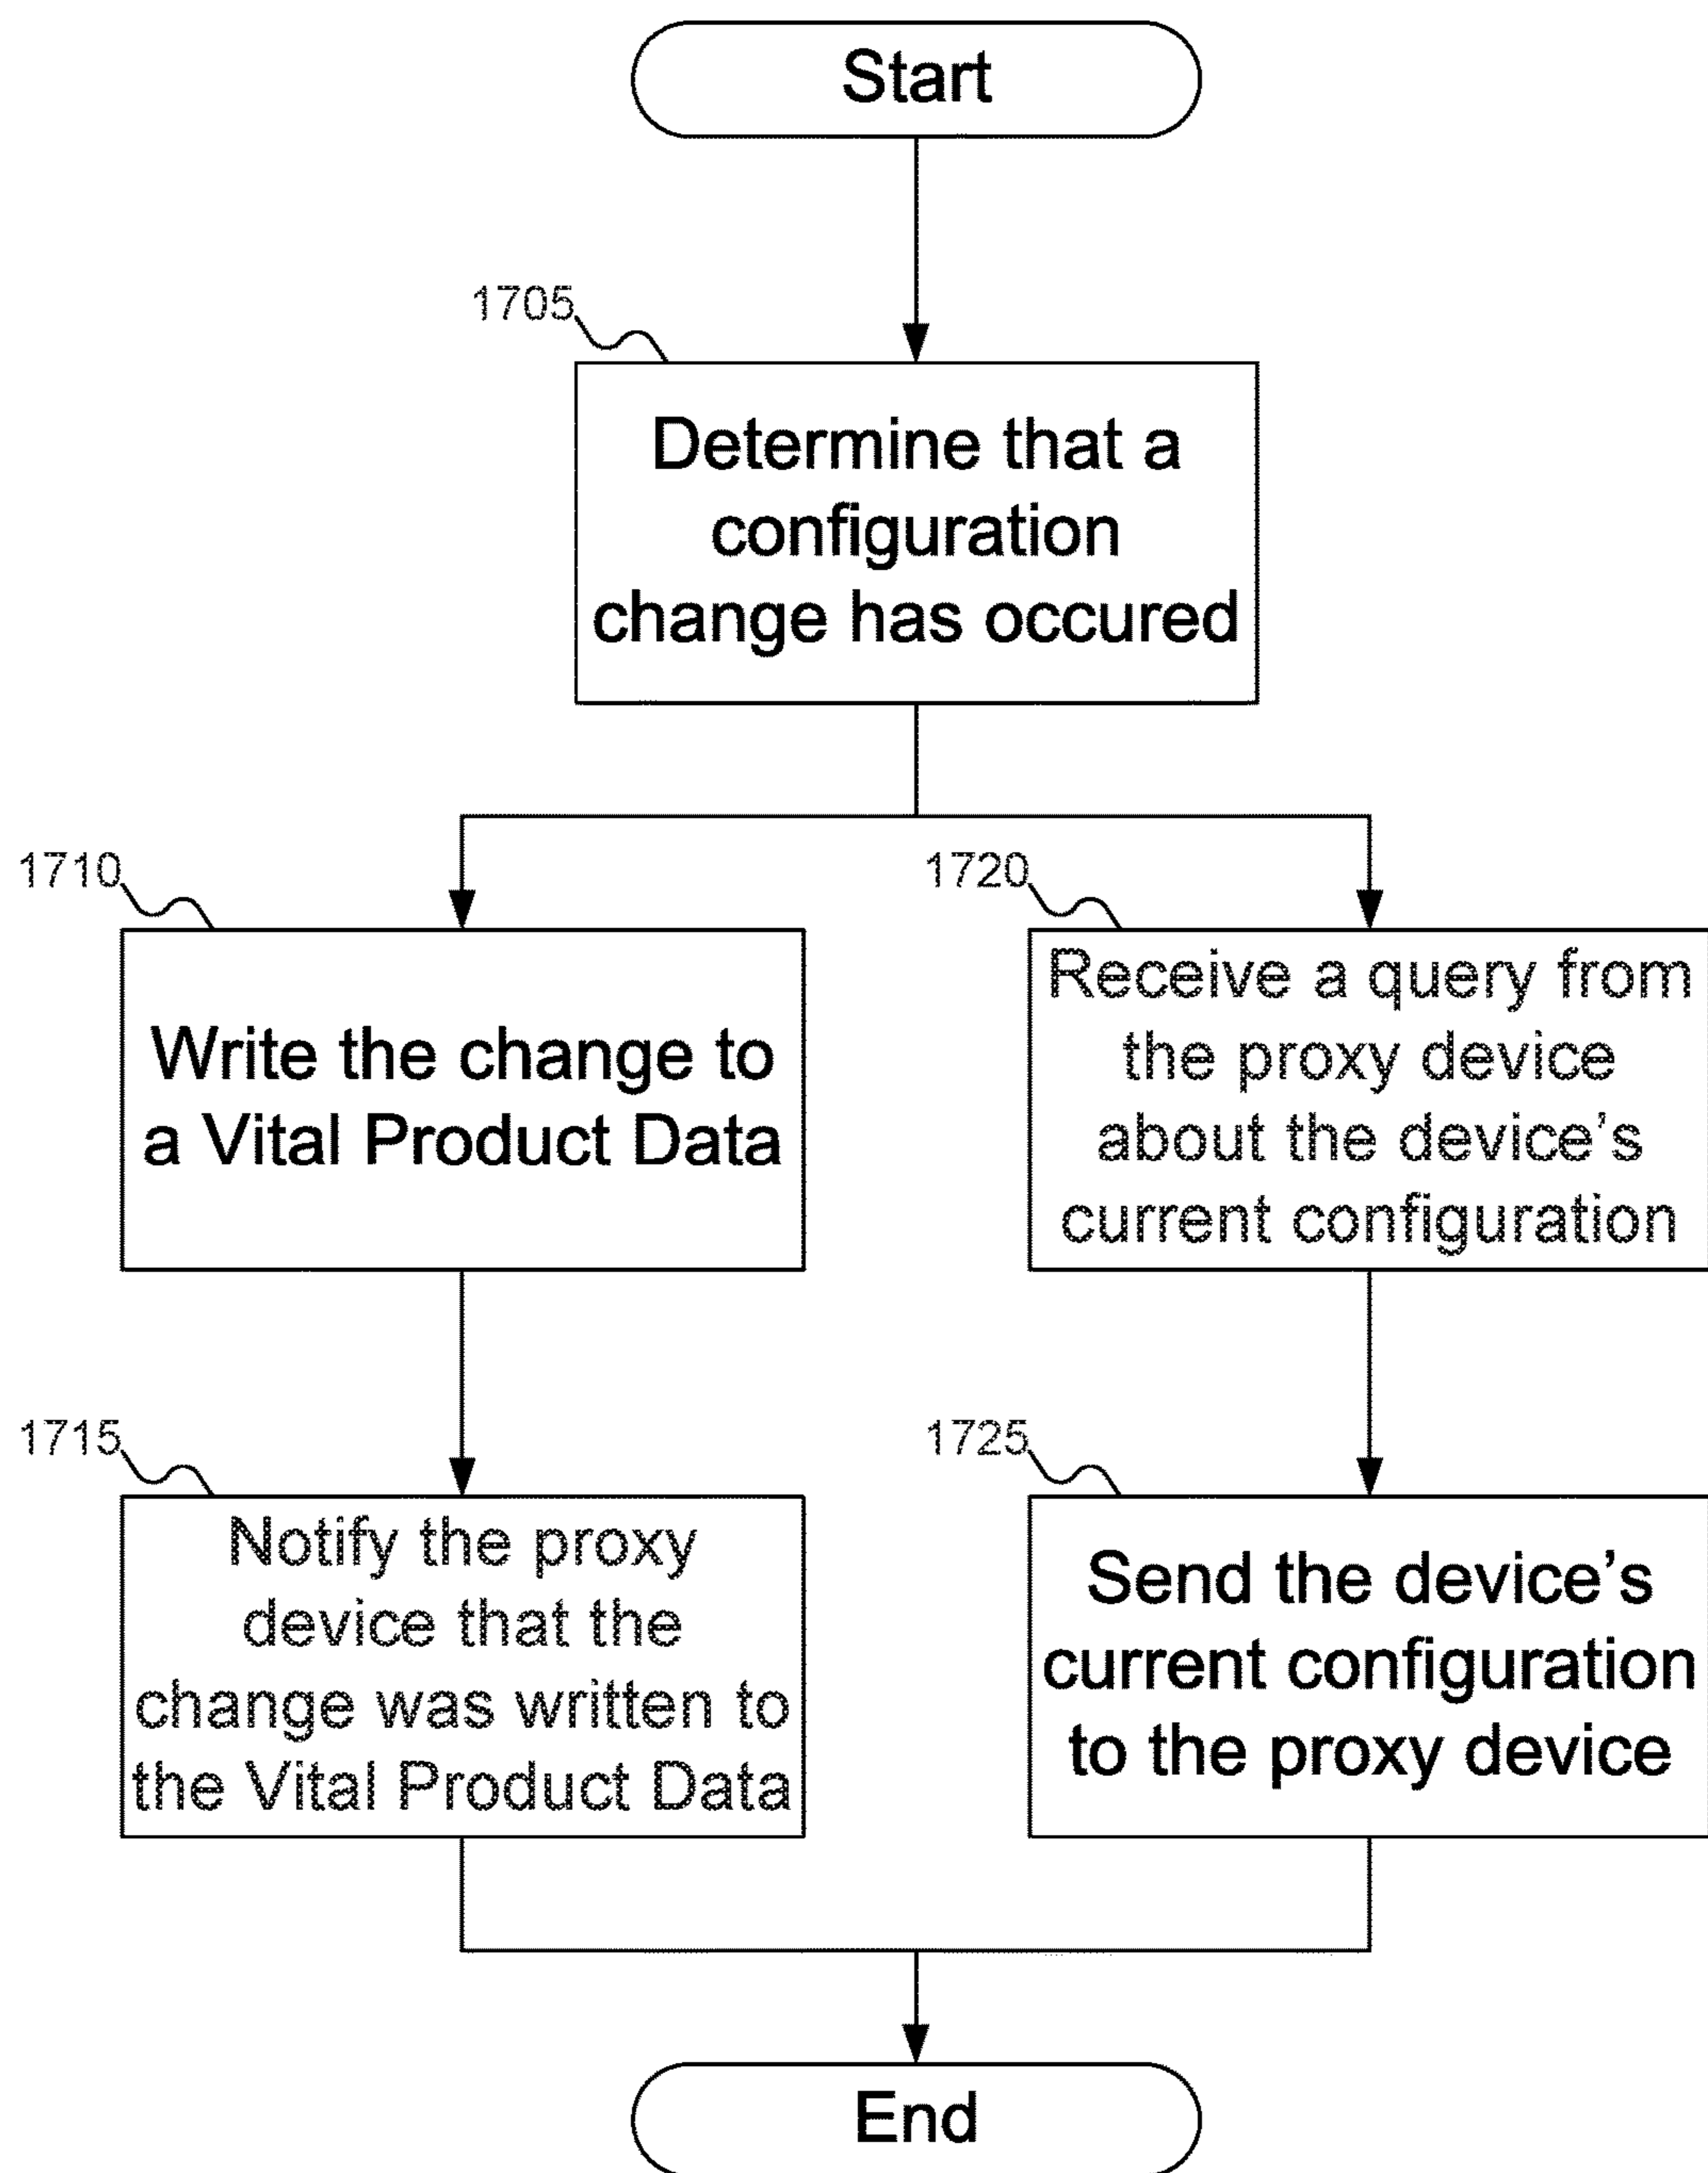 Start
1705
Determine that a
configuration
change has occured
1710
Write the change to
a Vital Product Data
1720
Receive a query from
the proxy device
about the device's
current configuration
1715
Notify the proxy
device that the
change was written to
the Vital Product Data
1725
Send the device's
current configuration
to the proxy device
End